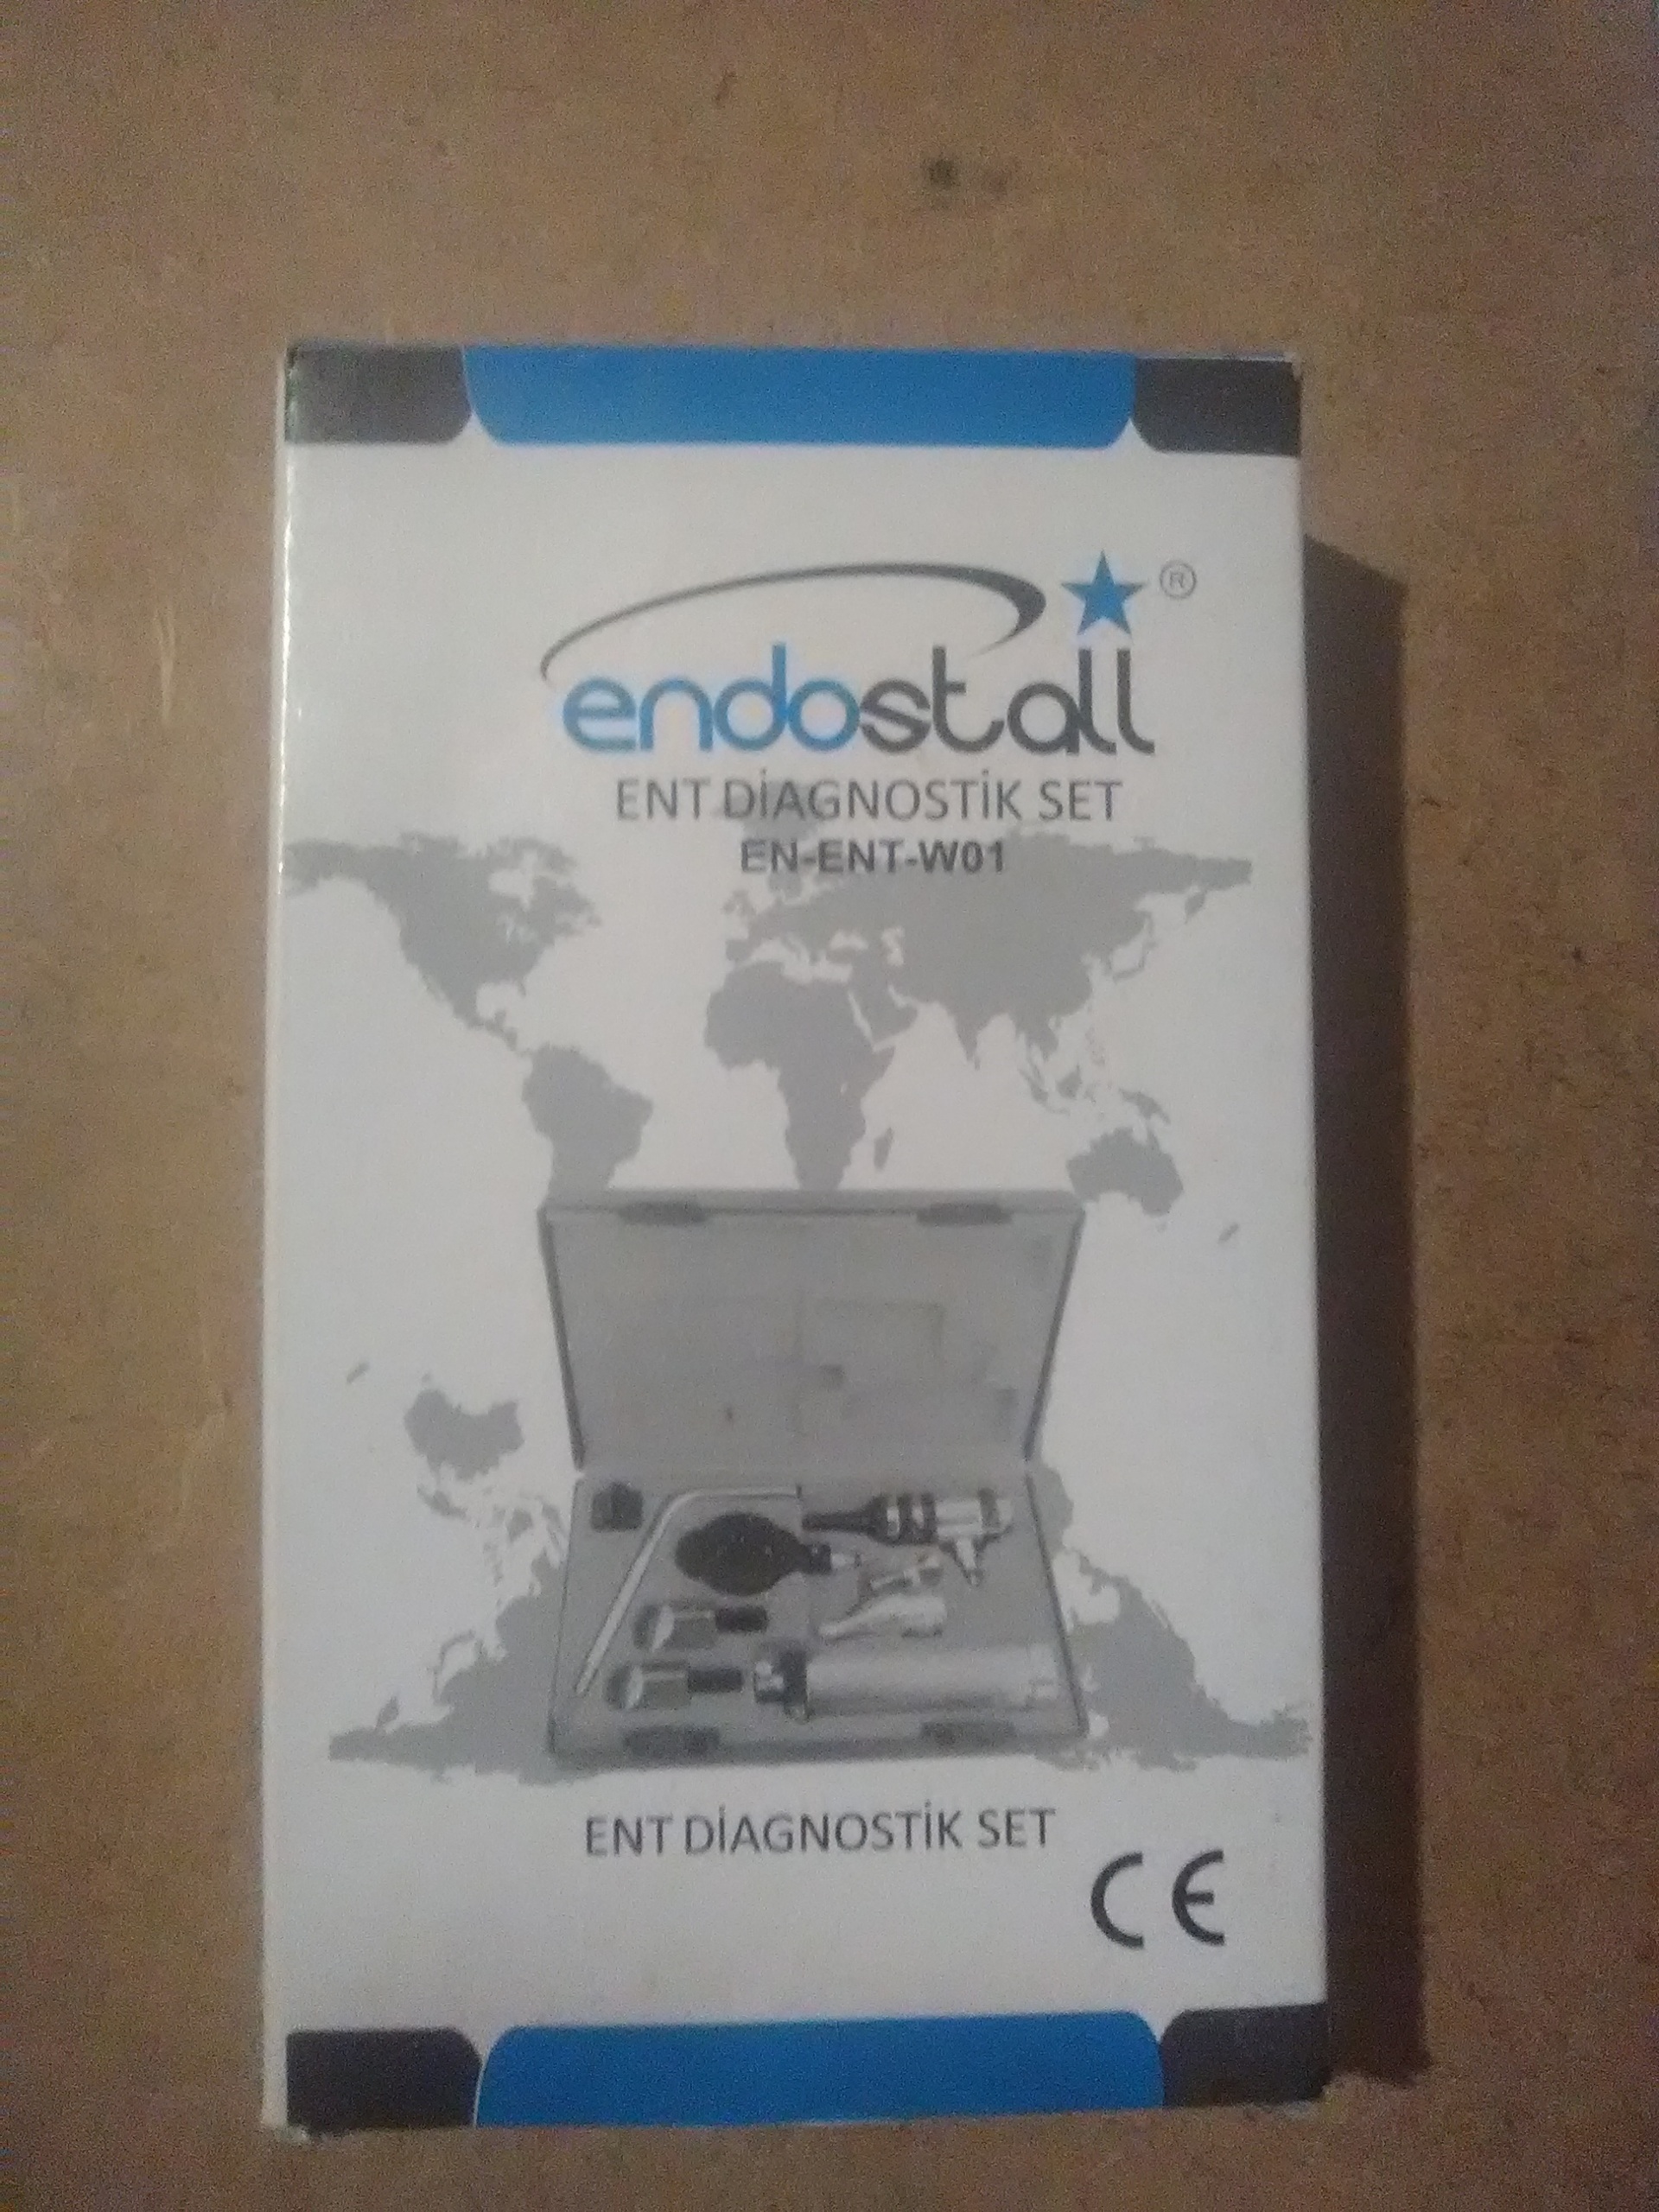 endostall ®
ENT DİAGNOSTİK SET
EN-ENT-W01
ENT DİAGNOSTİK SET
CE